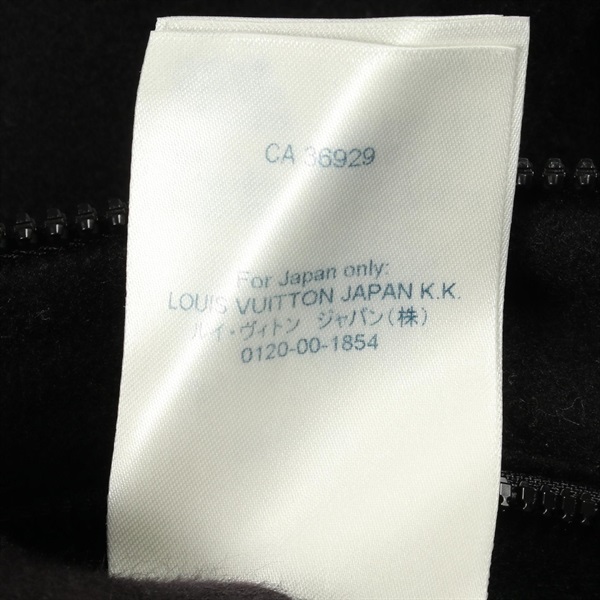 CA 36929
For Japan only:
LOUIS VUITTON JAPAN K.K.
ルイ・ヴィトン ジャパン(株)
0120-00-1854